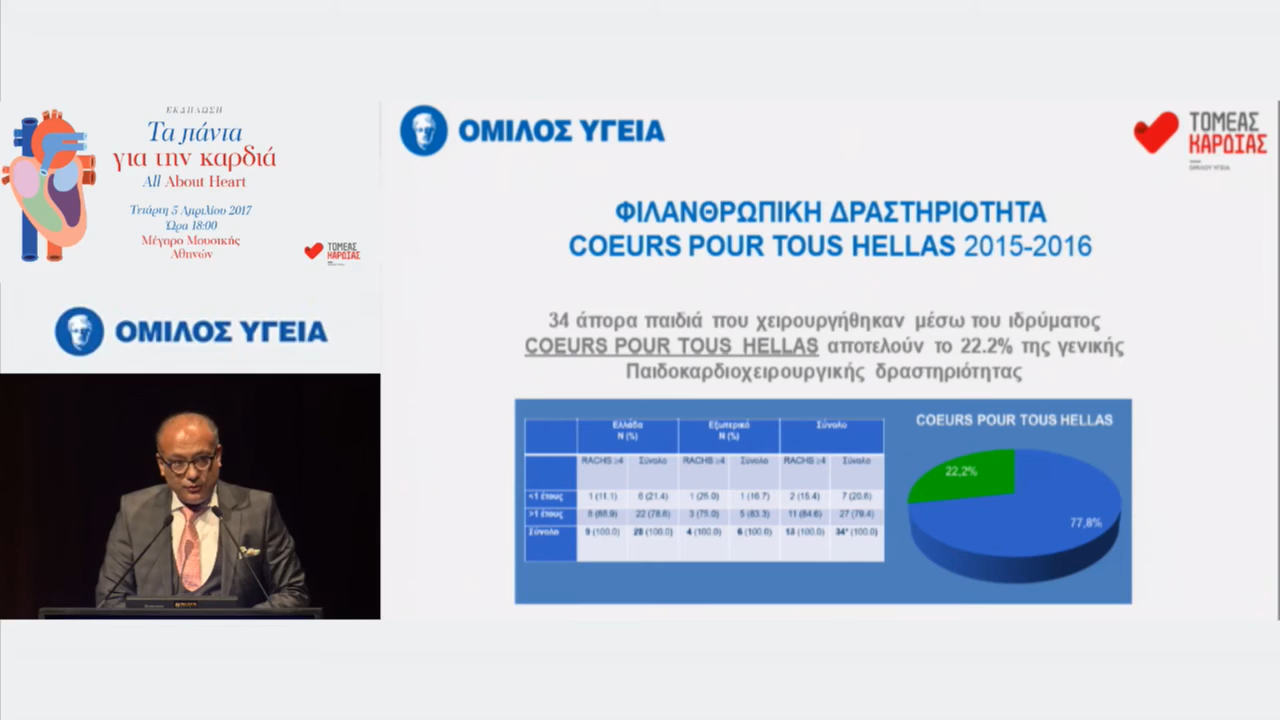 ΕΚΔΗΛΩΣΗ
Τα πάντα
για την καρδιά
All About Heart
Τετάρτη 5 Απριλίου 2017
Ώρα 18:00
Μέγαρο Μουσικής
Αθηνών
ΤΟΜΕΑΣ
ΚΑΡΔΙΑΣ
ΟΜΙΛΟΣ ΥΓΕΙΑ
ΟΜΙΛΟΣ ΥΓΕΙΑ
ΤΟΜΕΑΣ
ΚΑΡΔΙΑΣ
ΟΜΙΛΟΥ ΥΓΕΙΑ
ΦΙΛΑΝΘΡΩΠΙΚΗ ΔΡΑΣΤΗΡΙΟΤΗΤΑ
COEURS POUR TOUS HELLAS 2015-2016
34 άπορα παιδιά που χειρουργήθηκαν μέσω του ιδρύματος
COEURS POUR TOUS HELLAS αποτελούν το 22.2% της γενικής
Παιδοκαρδιοχειρουργικής δραστηριότητας
Ελλάδα N (%) Εξωτερικό N (%) Σύνολο
RACHS ≥4 Σύνολο RACHS ≥4 Σύνολο RACHS ≥4 Σύνολο
<1 έτους 1 (11.1) 6 (21.4) 1 (25.0) 1 (16.7) 2 (15.4) 7 (20.6)
>1 έτους 8 (88.9) 22 (78.6) 3 (75.0) 5 (83.3) 11 (84.6) 27 (79.4)
Σύνολο 9 (100.0) 28 (100.0) 4 (100.0) 6 (100.0) 13 (100.0) 34* (100.0)
COEURS POUR TOUS HELLAS
22,2%
77,8%